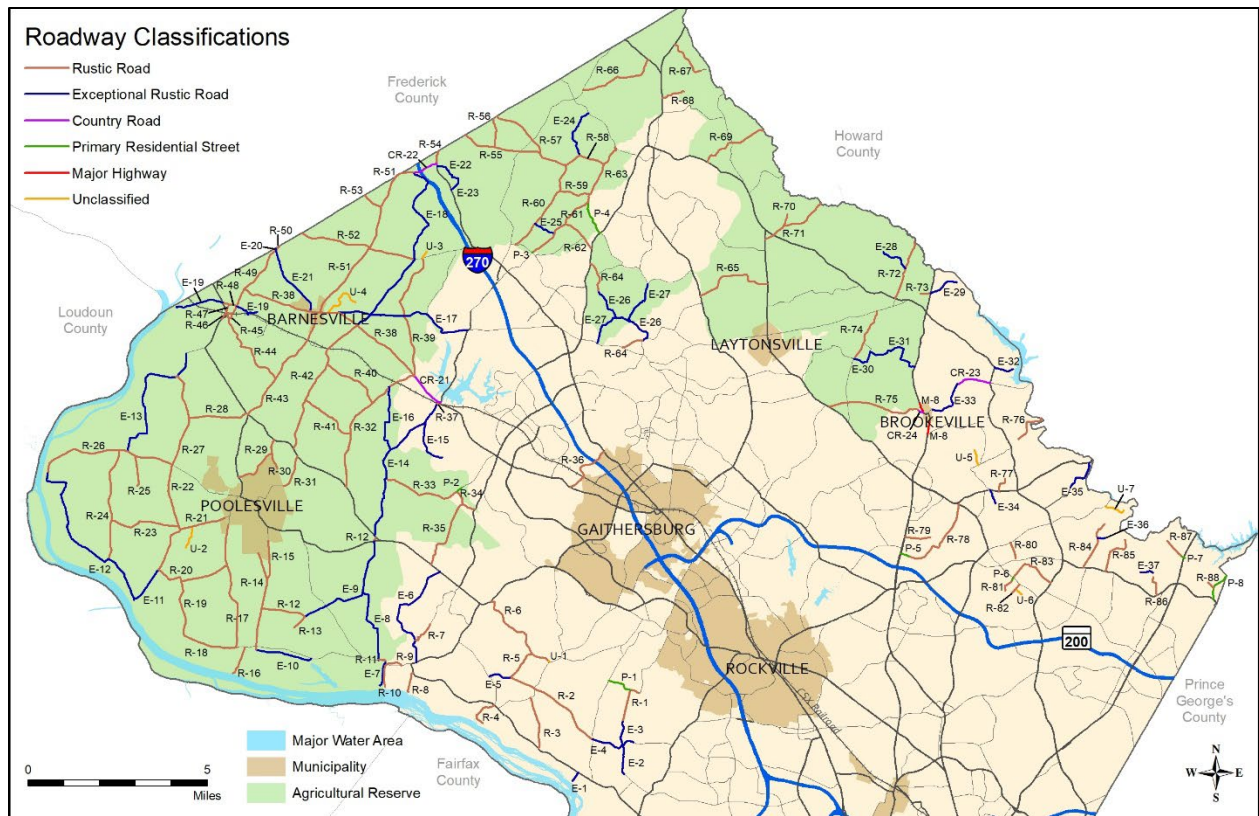 Roadway Classifications
Rustic Road
Exceptional Rustic Road
Country Road
Primary Residential Street
Major Highway
Unclassified
Frederick
County
Howard
County
Loudoun
County
Fairfax
County
Prince
George's
County
R-66
R-67
R-68
R-56
E-24
R-57
R-58
R-69
R-54
CR-22
R-55
R-51
E-22
R-63
R-53
E-23
R-59
R-60
R-61
E-25
P-4
R-70
E-18
R-71
R-50
E-20
R-52
U-3
P-3
R-62
E-28
270
R-51
R-64
R-65
R-72
E-19
R-48
R-49
E-21
U-4
R-73
E-29
R-38
E-26
E-27
R-47
R-46
E-19
BARNESVILLE
E-17
E-27
E-26
R-74
R-45
R-38
R-39
R-64
LAYTONSVILLE
E-31
R-44
E-30
E-32
R-42
R-40
CR-21
CR-23
R-43
E-13
R-28
E-16
R-37
R-75
M-8
E-33
R-41
R-32
BROOKEVILLE
R-76
E-15
CR-24
M-8
R-26
R-27
R-29
E-14
R-36
U-5
R-30
R-77
R-25
R-22
R-31
R-33
P-2
R-34
E-35
U-7
POOLESVILLE
E-34
R-24
R-21
R-35
GAITHERSBURG
R-23
E-36
R-79
R-78
U-2
R-12
P-5
R-80
R-84
R-85
R-87
R-15
P-7
R-20
P-6
R-83
E-37
E-12
R-14
E-9
R-81
R-88
P-8
E-11
R-19
E-6
R-82
U-6
R-86
R-12
R-6
R-17
E-8
R-13
R-7
200
R-18
R-11
R-9
R-5
U-1
ROCKVILLE
E-10
E-7
R-16
E-5
P-1
R-10
R-8
R-2
R-1
CSX Railroad
R-4
E-3
R-3
E-4
E-2
E-1
Major Water Area
Municipality
Agricultural Reserve
0 5
Miles
N
W E
S